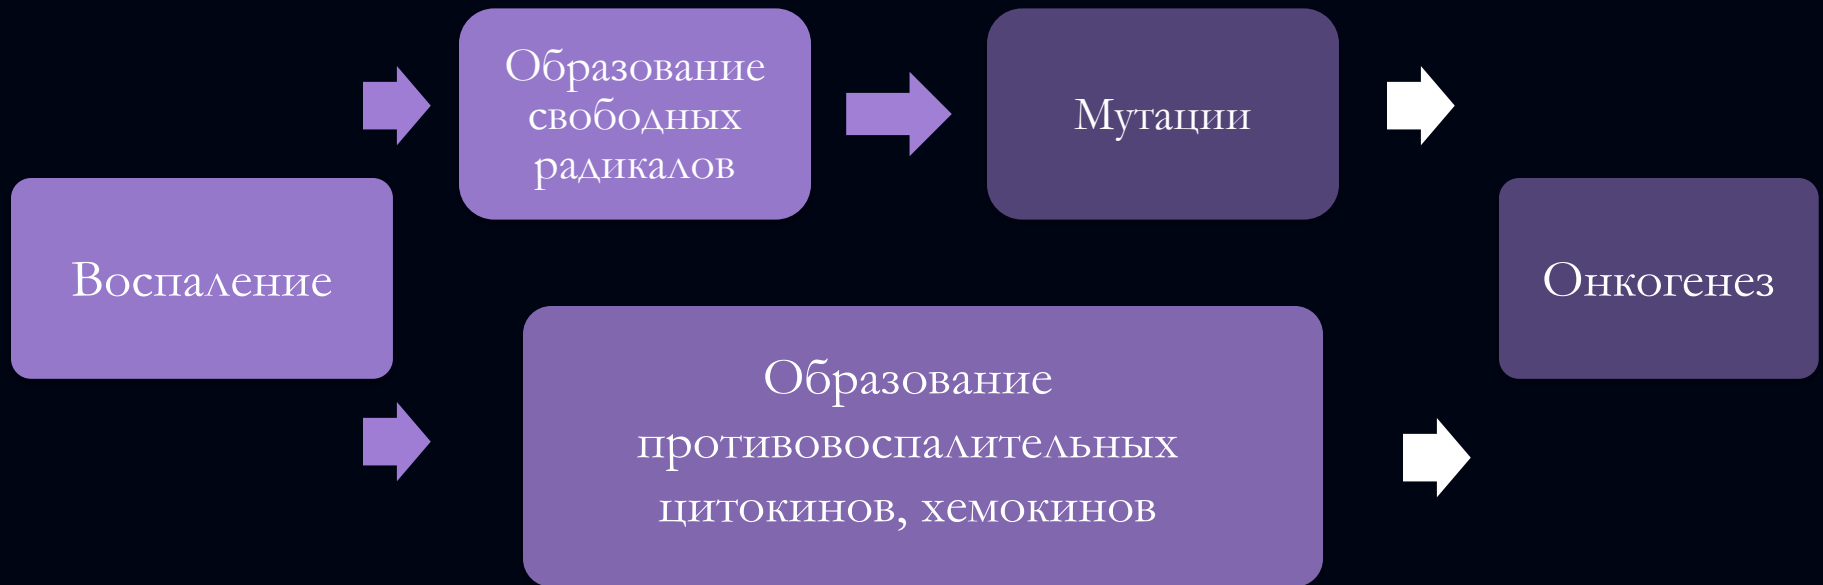 Воспаление
Образование
свободных
радикалов
Мутации
Образование
противовоспалительных
цитокинов, хемокинов
Онкогенез